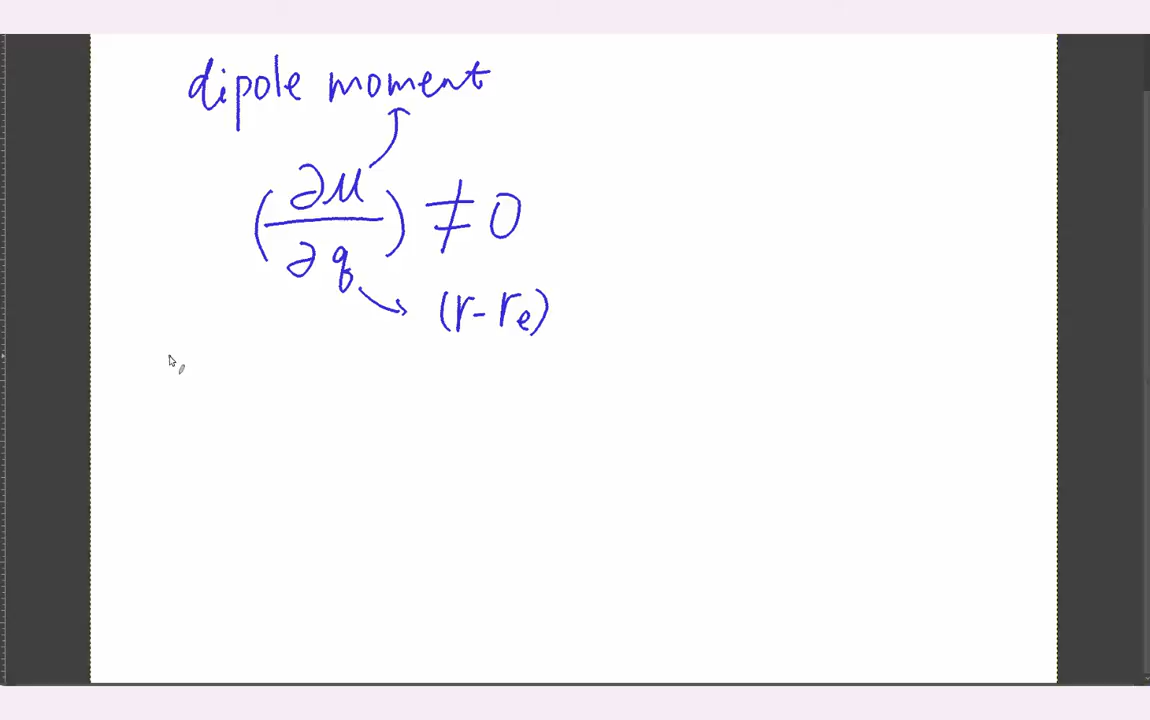 dipole moment
(∂μ/∂q) ≠ 0
(r - rₑ)